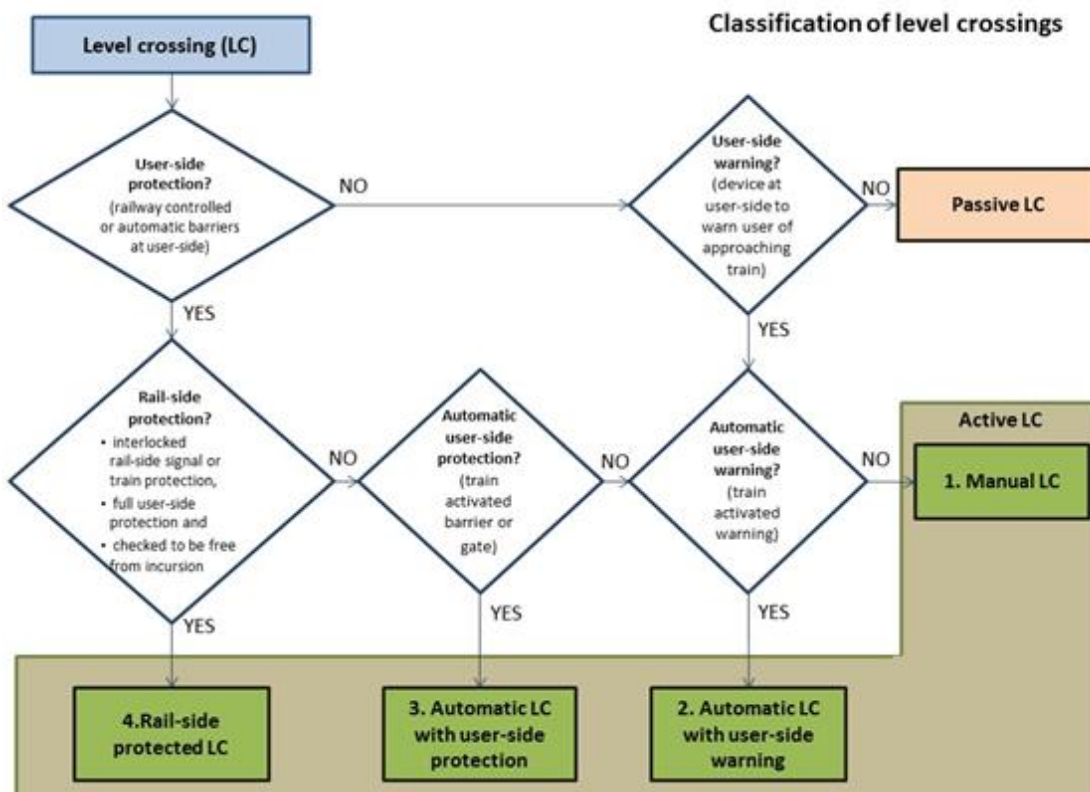 Classification of level crossings
Level crossing (LC)
User-side
protection?
(railway controlled
or automatic barriers
at user-side)
NO
User-side
warning?
(device at
user-side to
warn user of
approaching
train)
NO
Passive LC
YES
YES
Rail-side
protection?
• interlocked
rail-side signal or
train protection,
• full user-side
protection and
• checked to be free
from incursion
NO
Automatic
user-side
protection?
(train
activated
barrier or
gate)
NO
Automatic
user-side
warning?
(train
activated
warning)
NO
Active LC
1. Manual LC
YES
YES
YES
4.Rail-side
protected LC
3. Automatic LC
with user-side
protection
2. Automatic LC
with user-side
warning